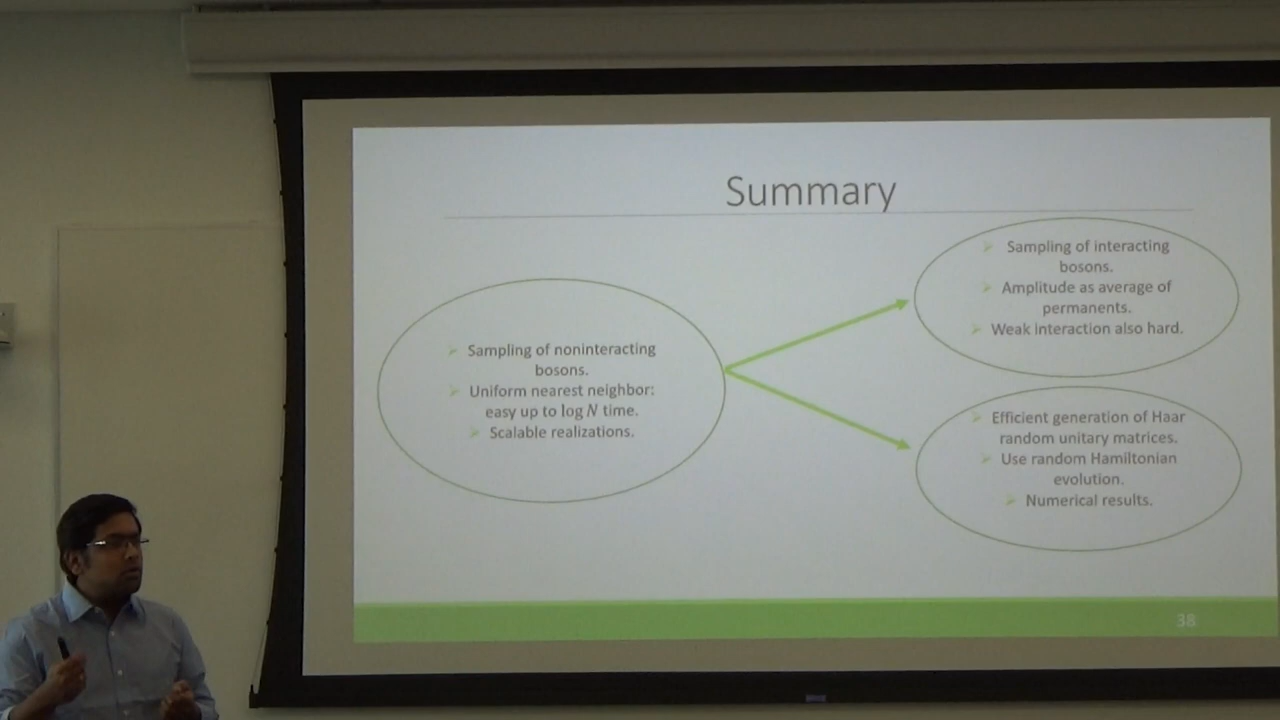 Summary
Sampling of noninteracting
bosons.
Uniform nearest neighbor:
easy up to log N time.
Scalable realizations.
Sampling of interacting
bosons.
Amplitude as average of
permanents.
Weak interaction also hard.
Efficient generation of Haar
random unitary matrices.
Use random Hamiltonian
evolution.
Numerical results.
38